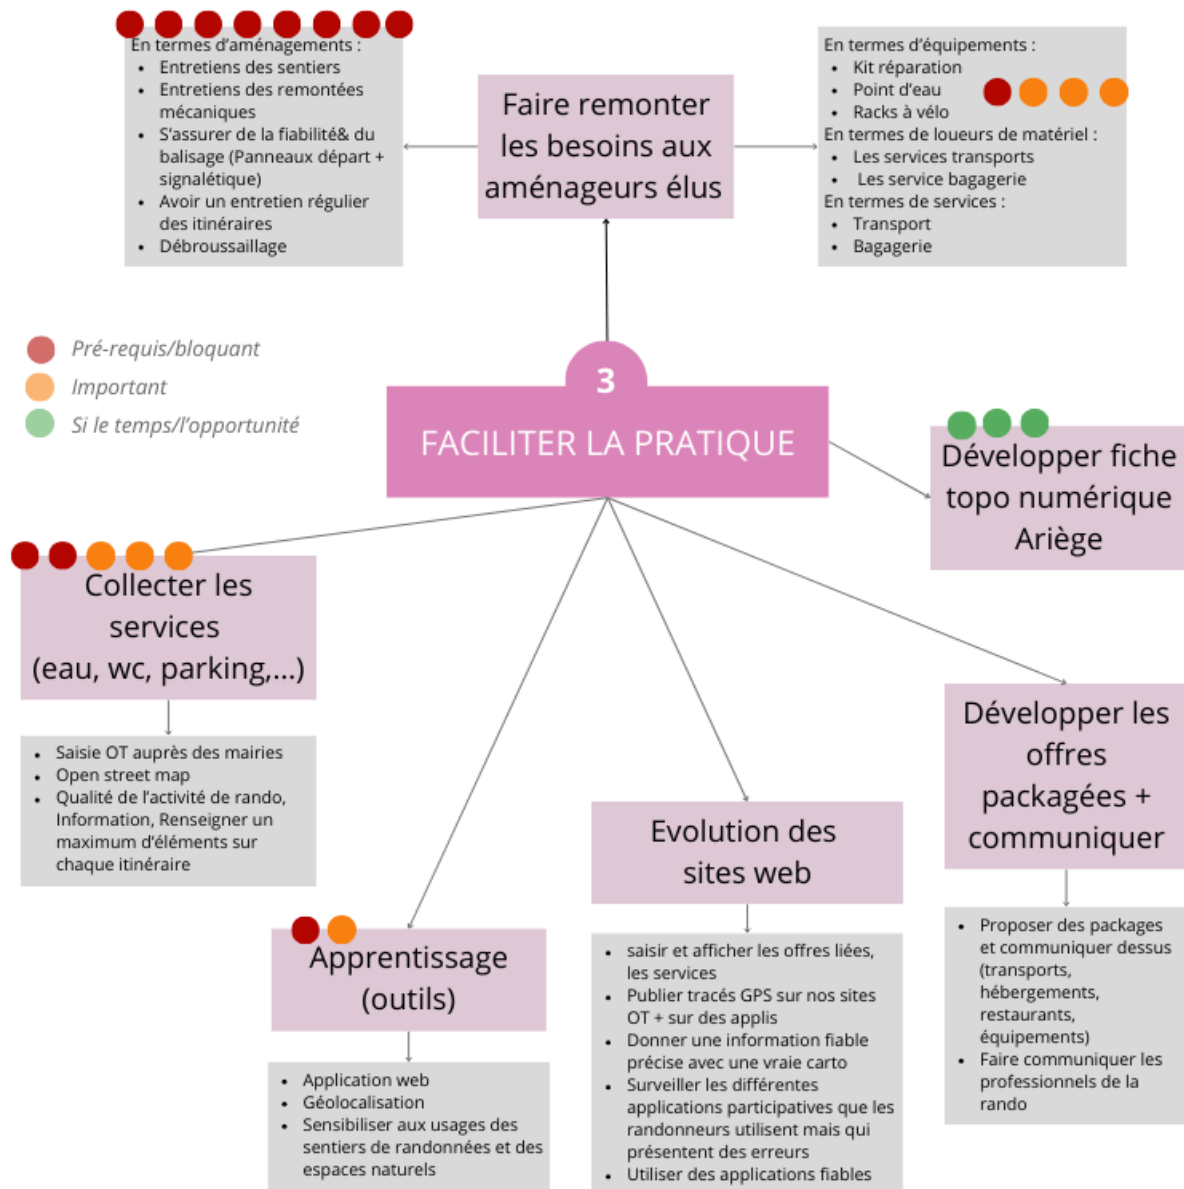 En termes d'aménagements :
• Entretiens des sentiers
• Entretiens des remontées
mécaniques
• S'assurer de la fiabilité& du
balisage (Panneaux départ +
signalétique)
• Avoir un entretien régulier
des itinéraires
• Débroussaillage
Faire remonter
les besoins aux
aménageurs élus
En termes d'équipements :
• Kit réparation
• Point d'eau
• Racks à vélo
En termes de loueurs de matériel :
• Les services transports
• Les service bagagerie
En termes de services :
• Transport
• Bagagerie
Pré-requis/bloquant
Important
Si le temps/l'opportunité
3
FACILITER LA PRATIQUE
Développer fiche
topo numérique
Ariège
Collecter les
services
(eau, wc, parking,...)
• Saisie OT auprès des mairies
• Open street map
• Qualité de l'activité de rando,
Information, Renseigner un
maximum d'éléments sur
chaque itinéraire
Apprentissage
(outils)
• Application web
• Géolocalisation
• Sensibiliser aux usages des
sentiers de randonnées et des
espaces naturels
Evolution des
sites web
• saisir et afficher les offres liées,
les services
• Publier tracés GPS sur nos sites
OT + sur des applis
• Donner une information fiable
précise avec une vraie carto
• Surveiller les différentes
applications participatives que les
randonneurs utilisent mais qui
présentent des erreurs
• Utiliser des applications fiables
Développer les
offres
packagées +
communiquer
• Proposer des packages
et communiquer dessus
(transports,
hébergements,
restaurants,
équipements)
• Faire communiquer les
professionnels de la
rando